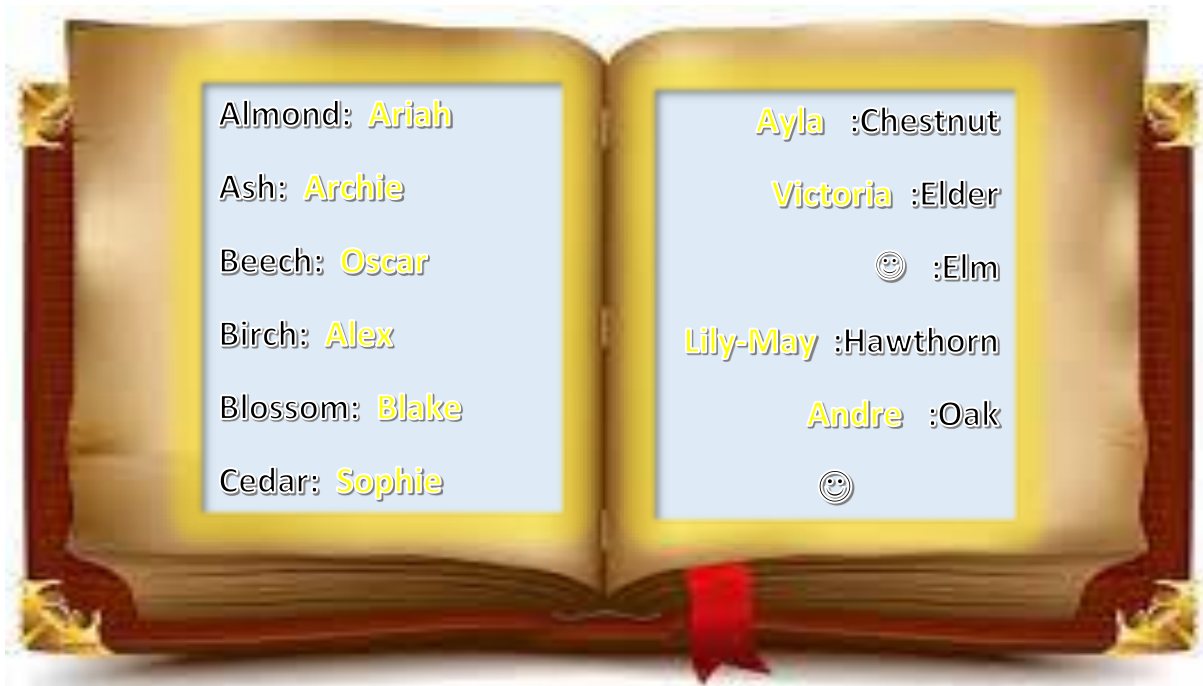 Almond: Ariah
Ash: Archie
Beech: Oscar
Birch: Alex
Blossom: Blake
Cedar: Sophie
Ayla :Chestnut
Victoria :Elder
☺ :Elm
Lily-May :Hawthorn
Andre :Oak
☺